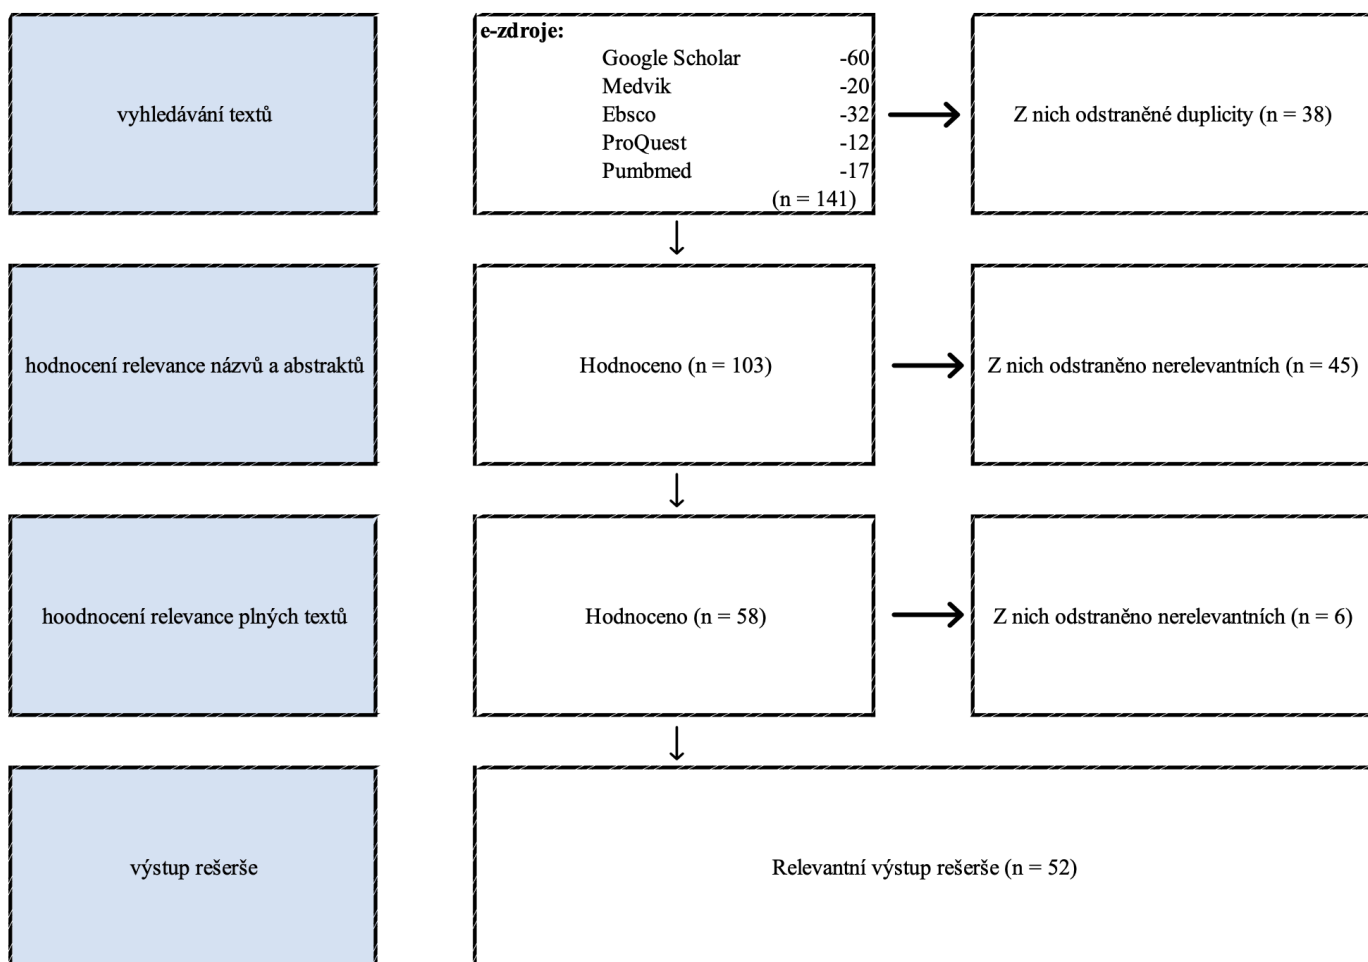 vyhledávání textů
e-zdroje:
Google Scholar -60
Medvik -20
Ebsco -32
ProQuest -12
Pumbmed -17
(n = 141)
Z nich odstraněné duplicity (n = 38)
hodnocení relevance názvů a abstraktů
Hodnoceno (n = 103)
Z nich odstraněno nerelevantních (n = 45)
hoodnocení relevance plných textů
Hodnoceno (n = 58)
Z nich odstraněno nerelevantních (n = 6)
výstup rešerše
Relevantní výstup rešerše (n = 52)